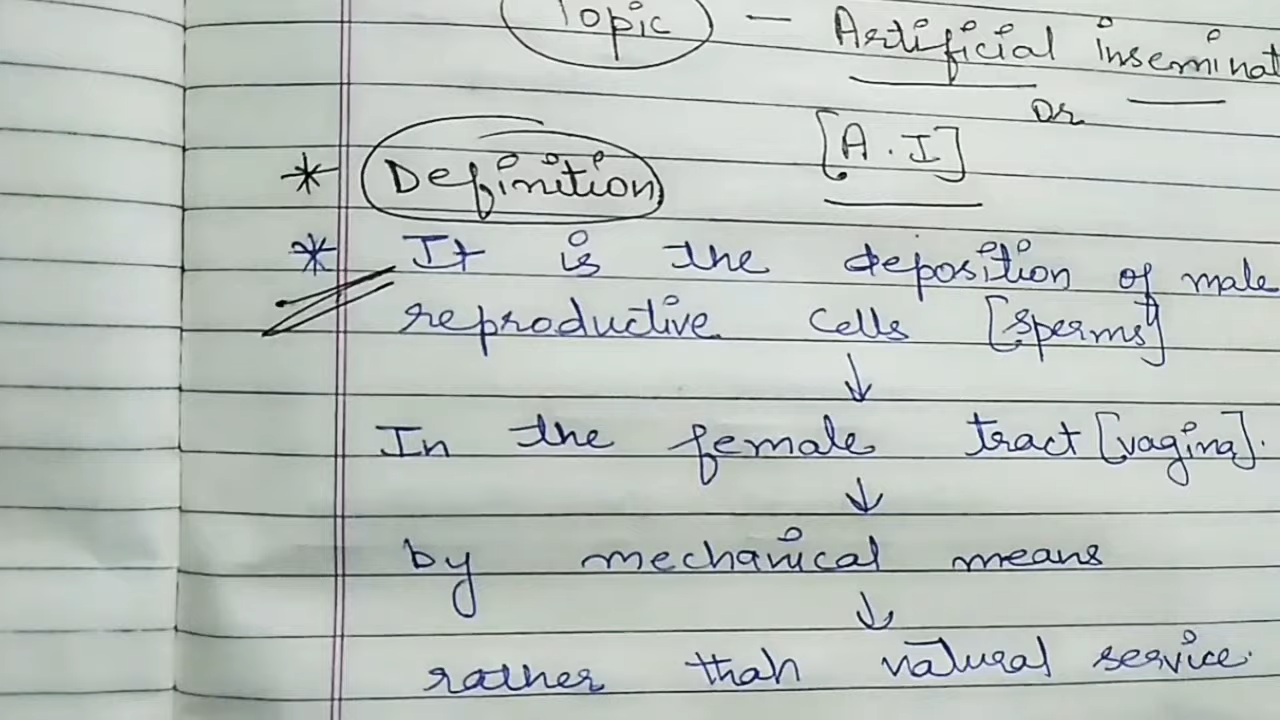 Topic — Artificial inseminat
or
[A.I]
* Definition
* It is the deposition of male
reproductive cells [sperms]
↓
In the female tract [vagina].
↓
by mechanical means
↓
rather than natural service.